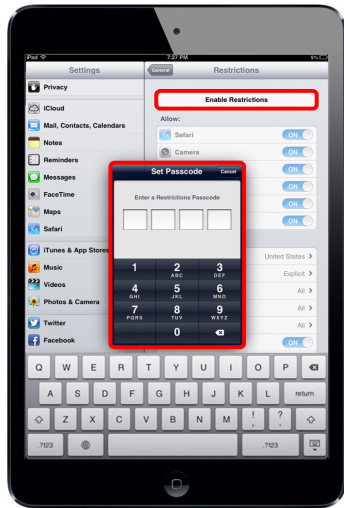 iPad 7:27 PM 5%
Settings
General
Restrictions
Privacy
iCloud
Mail, Contacts, Calendars
Notes
Reminders
Messages
FaceTime
Maps
Safari
iTunes & App Stores
Music
Videos
Photos & Camera
Twitter
Facebook
Enable Restrictions
Allow:
Safari ON
Camera ON
ON
ON
ON
ON
United States >
Explicit >
All >
All >
All >
ON
Set Passcode Cancel
Enter a Restrictions Passcode
1 2 3
ABC DEF
4 5 6
GHI JKL MNO
7 8 9
PQRS TUV WXYZ
0
Q W E R T Y U I O P
A S D F G H J K L return
Z X C V B N M ! , ? .
.?123 .?123